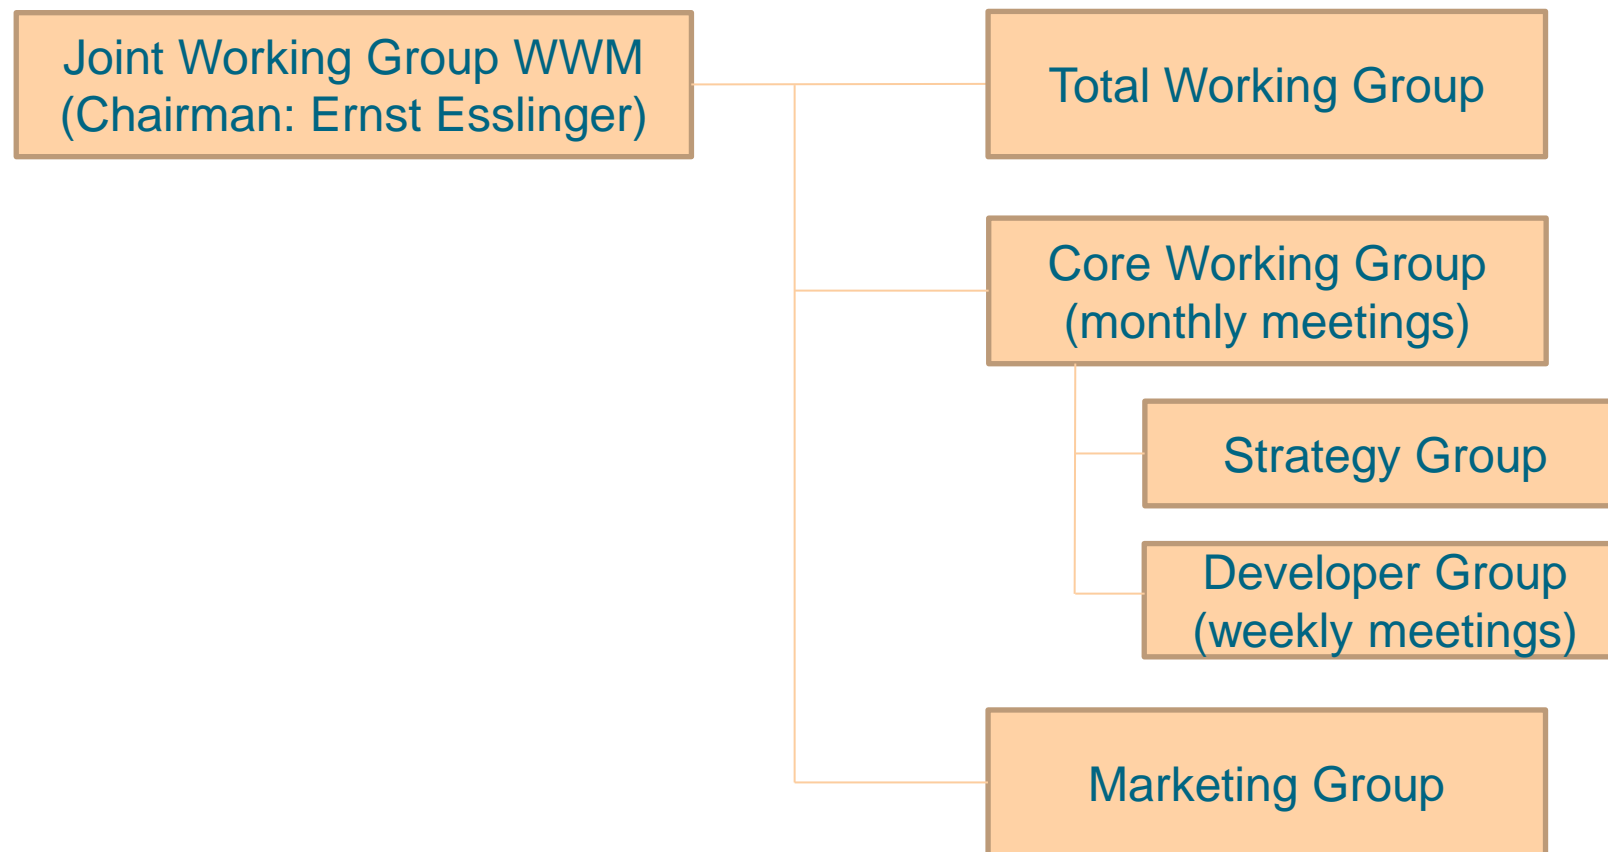 Joint Working Group WWM
(Chairman: Ernst Esslinger)
Total Working Group
Core Working Group
(monthly meetings)
Strategy Group
Developer Group
(weekly meetings)
Marketing Group